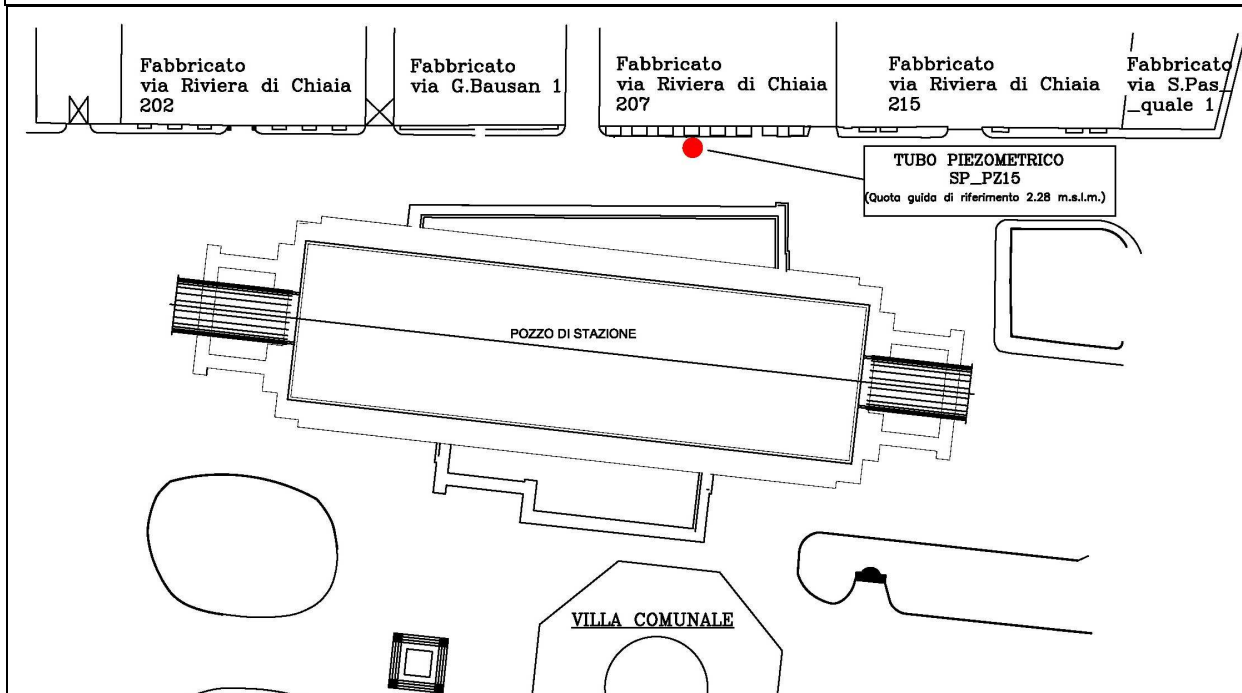 Fabbricato
via Riviera di Chiaia
202
Fabbricato
via G.Bausan 1
Fabbricato
via Riviera di Chiaia
207
Fabbricato
via Riviera di Chiaia
215
Fabbricato
via S.Pas_
_quale 1
TUBO PIEZOMETRICO
SP_PZ15
(Quota guida di riferimento 2.28 m.s.l.m.)
POZZO DI STAZIONE
VILLA COMUNALE